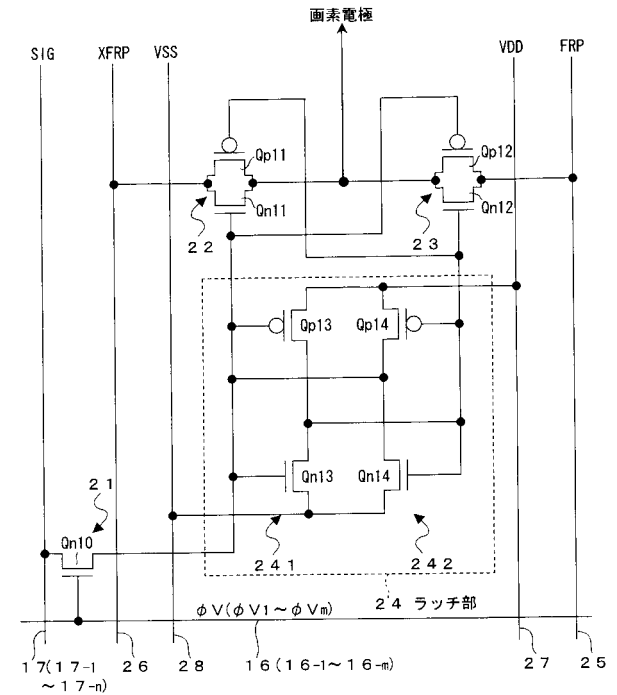 画素電極
SIG XFRP VSS VDD FRP
Qp11 Qp12
Qn11 Qn12
22 23
Qp13 Qp14
Qn13 Qn14
21
Qn10
241 242
24 ラッチ部
φV(φV1〜φVm)
17(17-1 26 28 16(16-1〜16-m) 27 25
〜17-n)